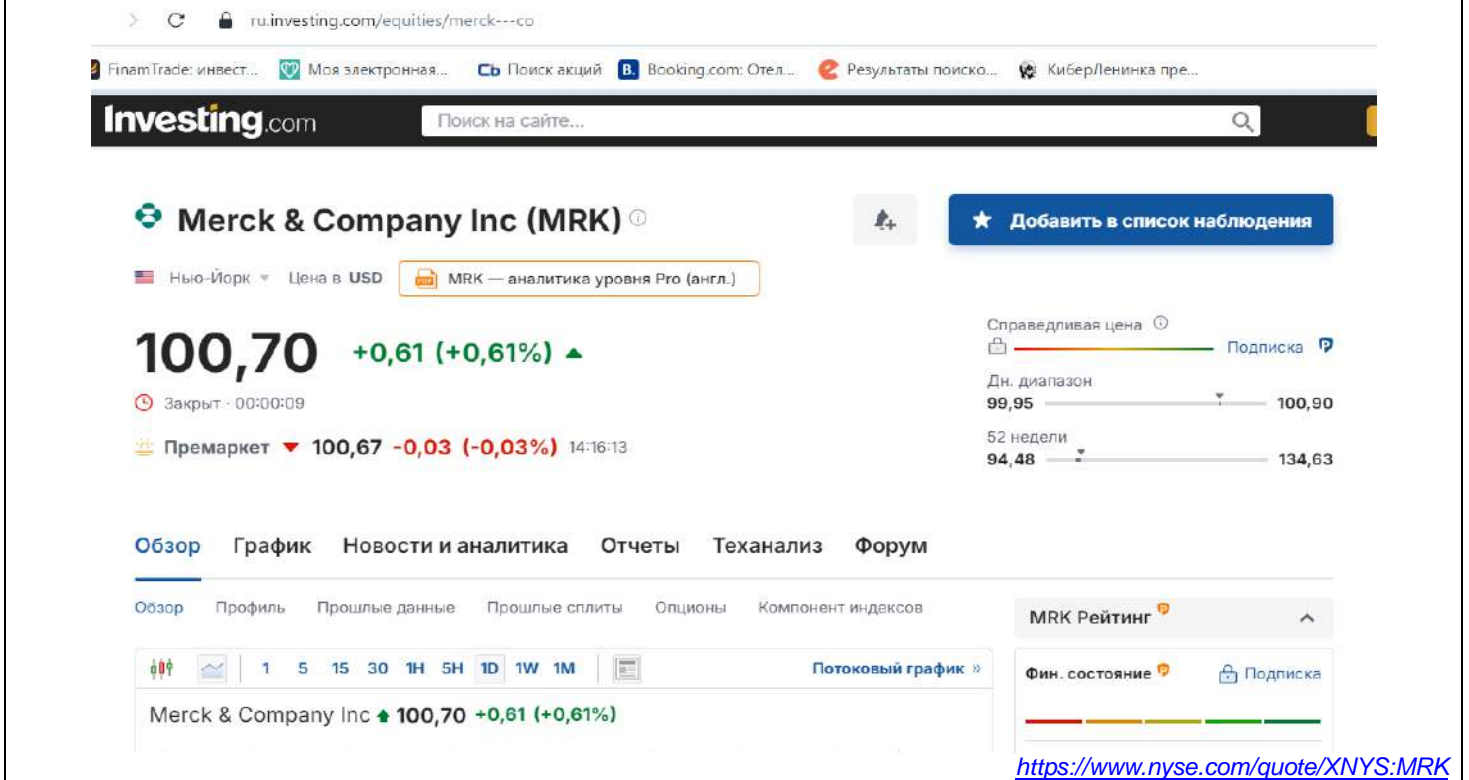 ru.investing.com/equities/merck---co
FinamTrade: инвест... Моя электронная... Сb Поиск акций B. Booking.com: Отел... Результаты поиско... КиберЛенинка пре...
Investing.com Поиск на сайте...
Merck & Company Inc (MRK) Добавить в список наблюдения
Нью-Йорк Цена в USD MRK — аналитика уровня Pro (англ.)
Справедливая цена
100,70 +0,61 (+0,61%) Подписка
Дн. диапазон
Закрыт · 00:00:09 99,95 100,90
52 недели
Премаркет 100,67 -0,03 (-0,03%) 14:16:13 94,48 134,63
Обзор График Новости и аналитика Отчеты Теханализ Форум
Обзор Профиль Прошлые данные Прошлые сплиты Опционы Компонент индексов MRK Рейтинг
1 5 15 30 1H 5H 1D 1W 1M Потоковый график » Фин. состояние Подписка
Merck & Company Inc 100,70 +0,61 (+0,61%)
https://www.nyse.com/quote/XNYS:MRK